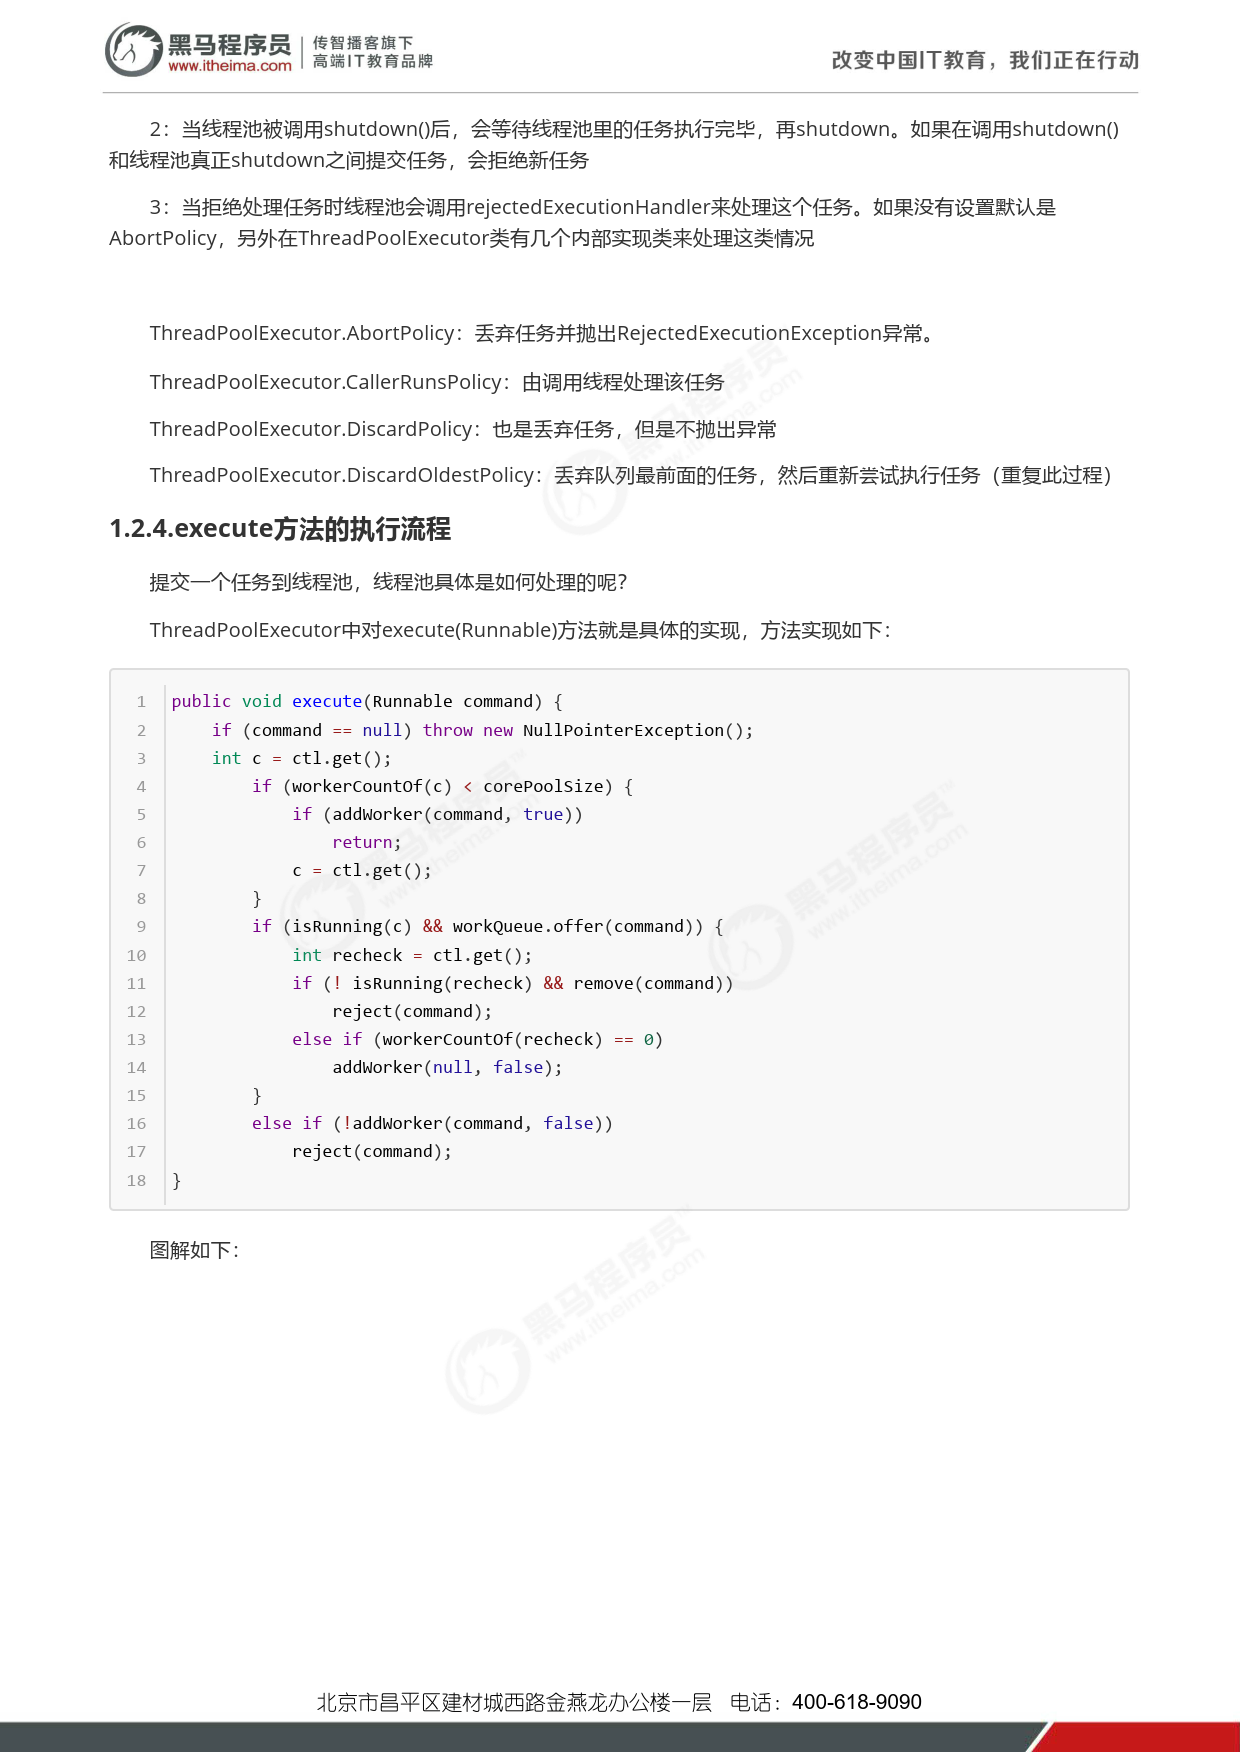 黑马程序员
www.itheima.com
传智播客旗下
高端IT教育品牌
改变中国IT教育，我们正在行动
2：当线程池被调用shutdown()后，会等待线程池里的任务执行完毕，再shutdown。如果在调用shutdown()
和线程池真正shutdown之间提交任务，会拒绝新任务
3：当拒绝处理任务时线程池会调用rejectedExecutionHandler来处理这个任务。如果没有设置默认是
AbortPolicy，另外在ThreadPoolExecutor类有几个内部实现类来处理这类情况
ThreadPoolExecutor.AbortPolicy：丢弃任务并抛出RejectedExecutionException异常。
ThreadPoolExecutor.CallerRunsPolicy：由调用线程处理该任务
ThreadPoolExecutor.DiscardPolicy：也是丢弃任务，但是不抛出异常
ThreadPoolExecutor.DiscardOldestPolicy：丢弃队列最前面的任务，然后重新尝试执行任务（重复此过程）
1.2.4.execute方法的执行流程
提交一个任务到线程池，线程池具体是如何处理的呢？
ThreadPoolExecutor中对execute(Runnable)方法就是具体的实现，方法实现如下：
1 public void execute(Runnable command) {
2     if (command == null) throw new NullPointerException();
3     int c = ctl.get();
4         if (workerCountOf(c) < corePoolSize) {
5             if (addWorker(command, true))
6                 return;
7             c = ctl.get();
8         }
9         if (isRunning(c) && workQueue.offer(command)) {
10             int recheck = ctl.get();
11             if (! isRunning(recheck) && remove(command))
12                 reject(command);
13             else if (workerCountOf(recheck) == 0)
14                 addWorker(null, false);
15         }
16         else if (!addWorker(command, false))
17             reject(command);
18 }
图解如下：
北京市昌平区建材城西路金燕龙办公楼一层 电话：400-618-9090